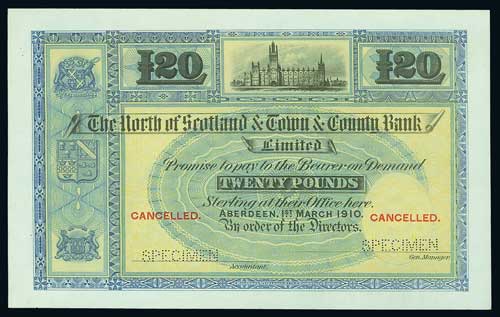 £20
£20
The North of Scotland & Town & County Bank
Limited
Promise to pay to the Bearer on Demand
TWENTY POUNDS
Sterling at their Office here.
CANCELLED.
ABERDEEN, 1ST MARCH 1910.
CANCELLED.
By order of the Directors.
SPECIMEN
SPECIMEN
Accountant.
Gen. Manager.